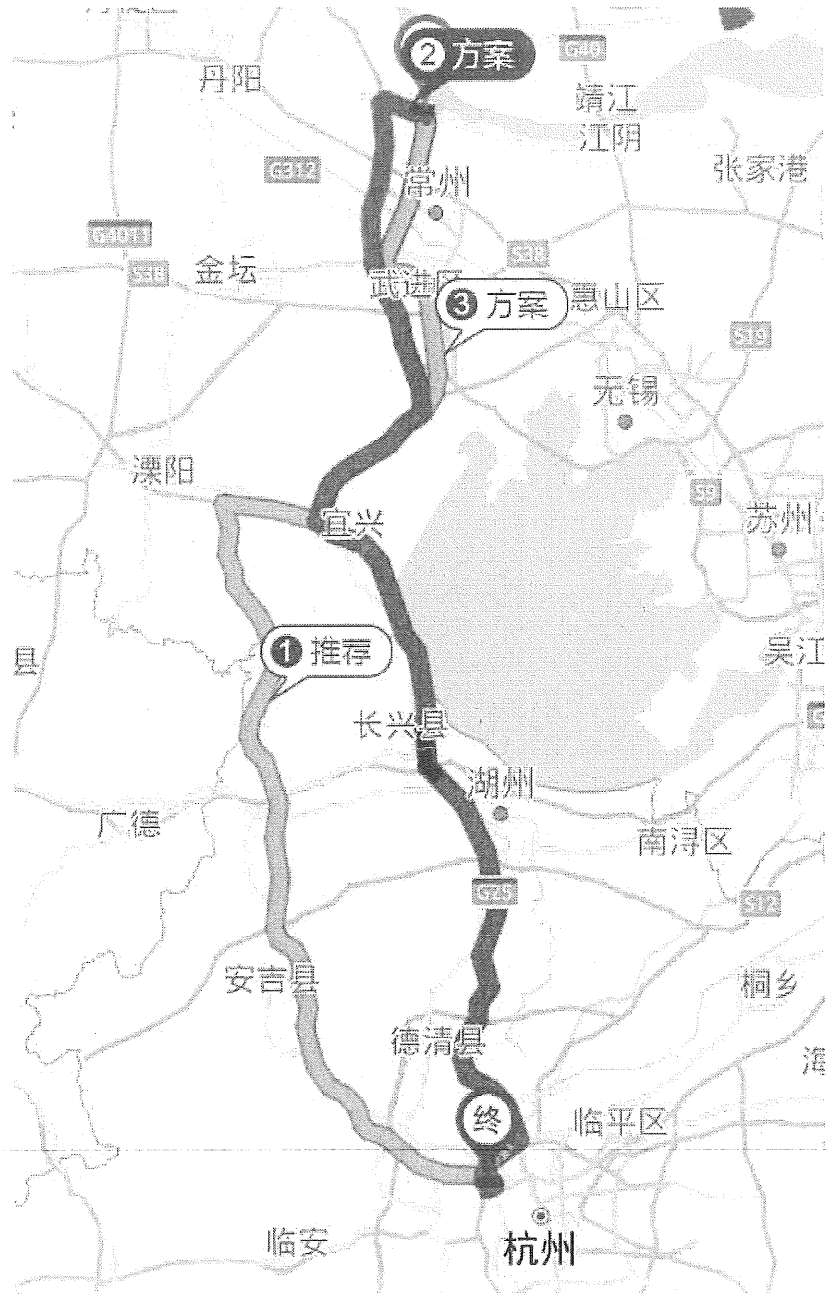 2 方案
G40
丹阳
靖江
江阴
G312
常州
张家港
G4011
S38
金坛
S38
武进区
3 方案
惠山区
S19
无锡
溧阳
宜兴
苏州
县
1 推荐
吴江
长兴县
湖州
广德
南浔区
G25
S12
安吉县
桐乡
德清县
海
终
临平区
临安
杭州